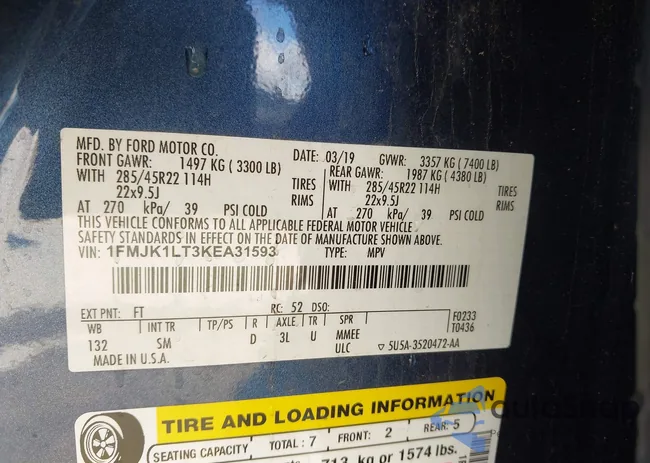 MFD. BY FORD MOTOR CO. DATE: 03/19 GVWR: 3357 KG ( 7400 LB)
FRONT GAWR: 1497 KG ( 3300 LB) REAR GAWR: 1987 KG ( 4380 LB)
WITH 285/45R22 114H TIRES WITH 285/45R22 114H TIRES
22x9.5J RIMS 22x9.5J RIMS
AT 270 kPa/ 39 PSI COLD AT 270 kPa/ 39 PSI COLD
THIS VEHICLE CONFORMS TO ALL APPLICABLE FEDERAL MOTOR VEHICLE
SAFETY STANDARDS IN EFFECT ON THE DATE OF MANUFACTURE SHOWN ABOVE.
VIN: 1FMJK1LT3KEA31593 TYPE: MPV
EXT PNT: FT RC: 52 DSO: F0233
WB INT TR TP/PS R AXLE TR SPR T0436
132 SM D 3L U MMEE
MADE IN U.S.A. ULC ▽ 5U5A-3520472-AA
TIRE AND LOADING INFORMATION
SEATING CAPACITY TOTAL: 7 FRONT: 2 REAR: 5
713 kg or 1574 lbs.